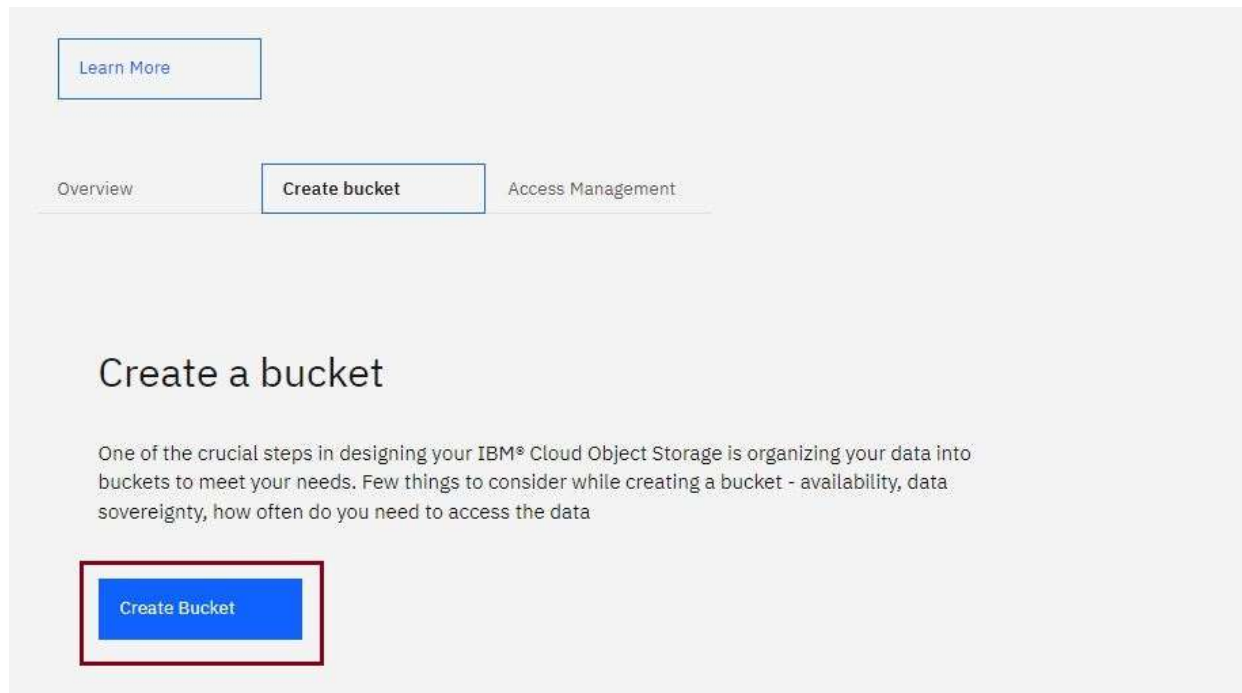 Learn More
Overview Create bucket Access Management
Create a bucket
One of the crucial steps in designing your IBM® Cloud Object Storage is organizing your data into
buckets to meet your needs. Few things to consider while creating a bucket - availability, data
sovereignty, how often do you need to access the data
Create Bucket